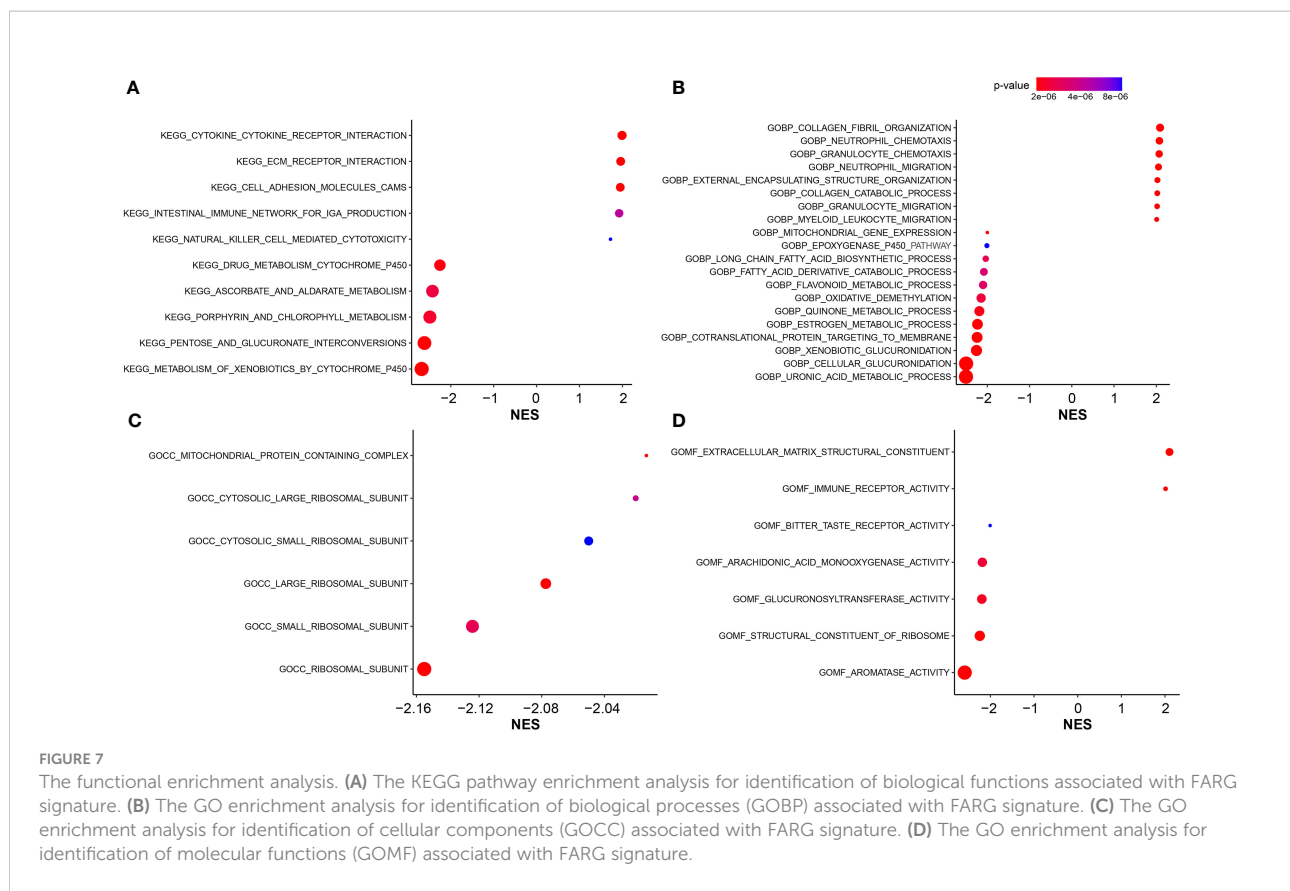 A
KEGG_CYTOKINE_CYTOKINE_RECEPTOR_INTERACTION
KEGG_ECM_RECEPTOR_INTERACTION
KEGG_CELL_ADHESION_MOLECULES_CAMS
KEGG_INTESTINAL_IMMUNE_NETWORK_FOR_IGA_PRODUCTION
KEGG_NATURAL_KILLER_CELL_MEDIATED_CYTOTOXICITY
KEGG_DRUG_METABOLISM_CYTOCHROME_P450
KEGG_ASCORBATE_AND_ALDARATE_METABOLISM
KEGG_PORPHYRIN_AND_CHLOROPHYLL_METABOLISM
KEGG_PENTOSE_AND_GLUCURONATE_INTERCONVERSIONS
KEGG_METABOLISM_OF_XENOBIOTICS_BY_CYTOCHROME_P450
−2 −1 0 1 2
NES
B
p-value
2e−06 4e−06 8e−06
GOBP_COLLAGEN_FIBRIL_ORGANIZATION
GOBP_NEUTROPHIL_CHEMOTAXIS
GOBP_GRANULOCYTE_CHEMOTAXIS
GOBP_NEUTROPHIL_MIGRATION
GOBP_EXTERNAL_ENCAPSULATING_STRUCTURE_ORGANIZATION
GOBP_COLLAGEN_CATABOLIC_PROCESS
GOBP_GRANULOCYTE_MIGRATION
GOBP_MYELOID_LEUKOCYTE_MIGRATION
GOBP_MITOCHONDRIAL_GENE_EXPRESSION
GOBP_EPOXYGENASE_P450_PATHWAY
GOBP_LONG_CHAIN_FATTY_ACID_BIOSYNTHETIC_PROCESS
GOBP_FATTY_ACID_DERIVATIVE_CATABOLIC_PROCESS
GOBP_FLAVONOID_METABOLIC_PROCESS
GOBP_OXIDATIVE_DEMETHYLATION
GOBP_QUINONE_METABOLIC_PROCESS
GOBP_ESTROGEN_METABOLIC_PROCESS
GOBP_COTRANSLATIONAL_PROTEIN_TARGETING_TO_MEMBRANE
GOBP_XENOBIOTIC_GLUCURONIDATION
GOBP_CELLULAR_GLUCURONIDATION
GOBP_URONIC_ACID_METABOLIC_PROCESS
−2 −1 0 1 2
NES
C
GOCC_MITOCHONDRIAL_PROTEIN_CONTAINING_COMPLEX
GOCC_CYTOSOLIC_LARGE_RIBOSOMAL_SUBUNIT
GOCC_CYTOSOLIC_SMALL_RIBOSOMAL_SUBUNIT
GOCC_LARGE_RIBOSOMAL_SUBUNIT
GOCC_SMALL_RIBOSOMAL_SUBUNIT
GOCC_RIBOSOMAL_SUBUNIT
−2.16 −2.12 −2.08 −2.04
NES
D
GOMF_EXTRACELLULAR_MATRIX_STRUCTURAL_CONSTITUENT
GOMF_IMMUNE_RECEPTOR_ACTIVITY
GOMF_BITTER_TASTE_RECEPTOR_ACTIVITY
GOMF_ARACHIDONIC_ACID_MONOOXYGENASE_ACTIVITY
GOMF_GLUCURONOSYLTRANSFERASE_ACTIVITY
GOMF_STRUCTURAL_CONSTITUENT_OF_RIBOSOME
GOMF_AROMATASE_ACTIVITY
−2 −1 0 1 2
NES
FIGURE 7
The functional enrichment analysis. (A) The KEGG pathway enrichment analysis for identification of biological functions associated with FARG
signature. (B) The GO enrichment analysis for identification of biological processes (GOBP) associated with FARG signature. (C) The GO
enrichment analysis for identification of cellular components (GOCC) associated with FARG signature. (D) The GO enrichment analysis for
identification of molecular functions (GOMF) associated with FARG signature.